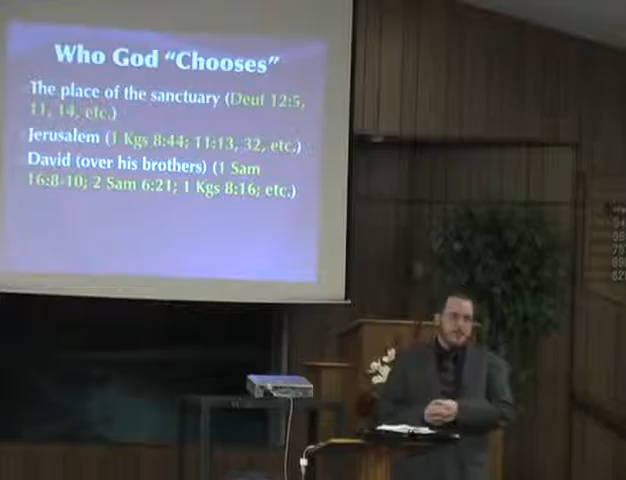 Who God “Chooses”
The place of the sanctuary (Deut 12:5,
11, 14, etc.)
Jerusalem (1 Kgs 8:44; 11:13, 32, etc.)
David (over his brothers) (1 Sam
16:8-10; 2 Sam 6:21; 1 Kgs 8:16; etc.)